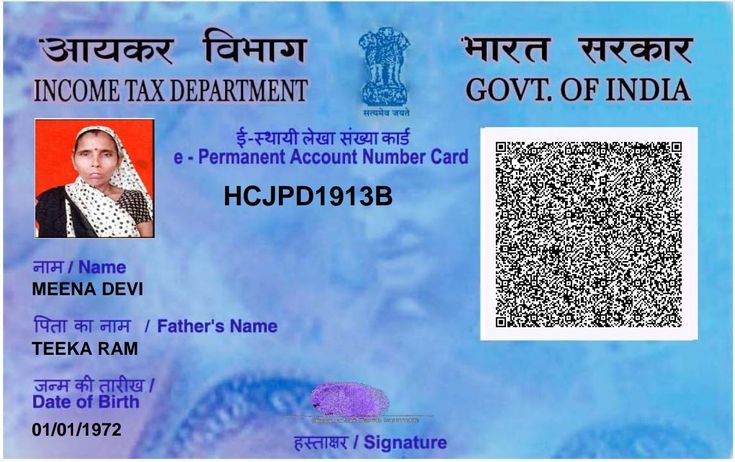 आयकर विभाग
INCOME TAX DEPARTMENT
सत्यमेव जयते
भारत सरकार
GOVT. OF INDIA
ई-स्थायी लेखा संख्या कार्ड
e - Permanent Account Number Card
HCJPD1913B
नाम / Name
MEENA DEVI
पिता का नाम / Father's Name
TEEKA RAM
जन्म की तारीख /
Date of Birth
01/01/1972
हस्ताक्षर / Signature